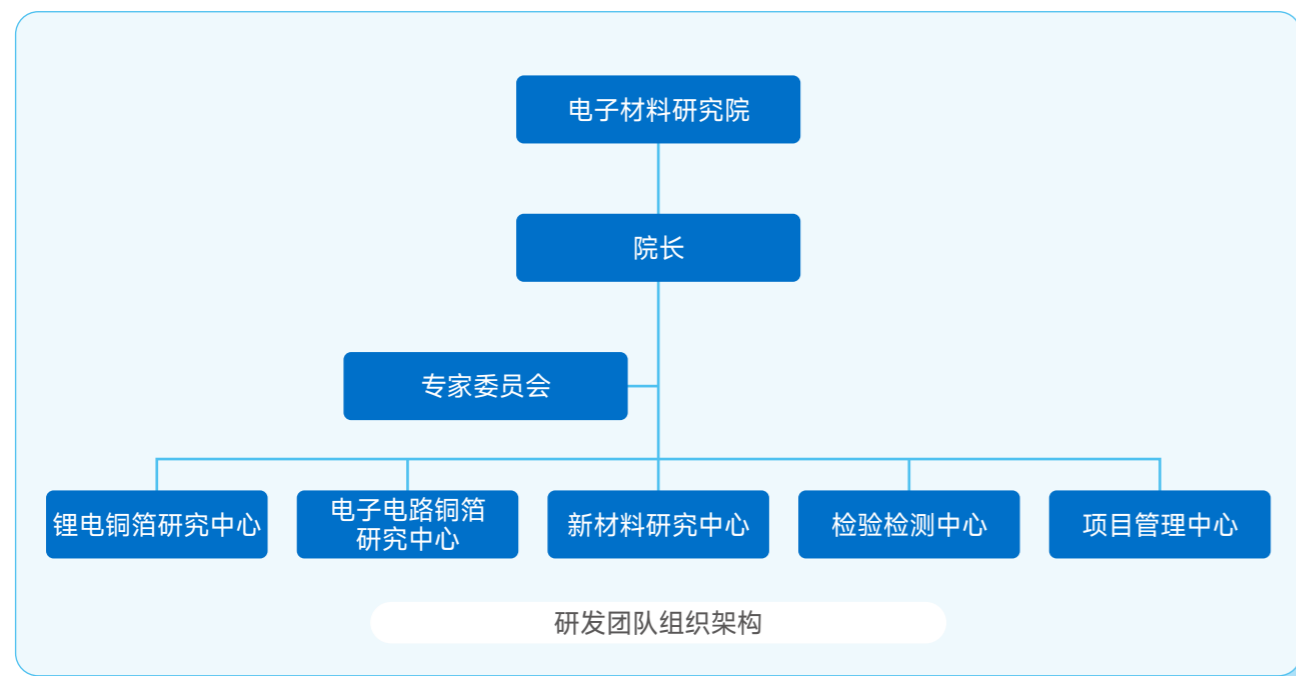 电子材料研究院
院长
专家委员会
锂电铜箔研究中心
电子电路铜箔
研究中心
新材料研究中心
检验检测中心
项目管理中心
研发团队组织架构